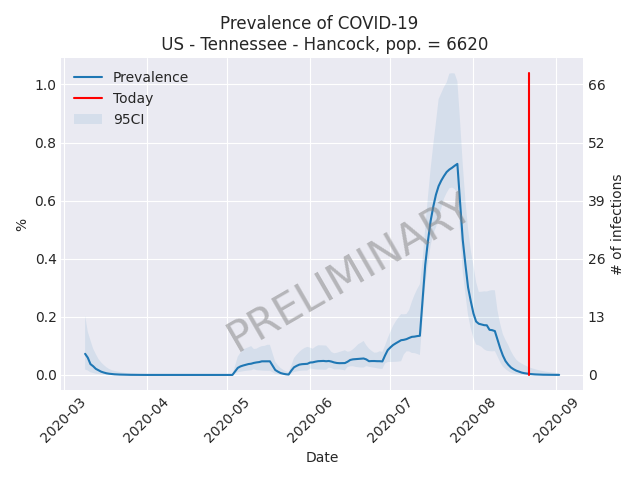 Prevalence of COVID-19
US - Tennessee - Hancock, pop. = 6620
Prevalence
Today
95CI
1.0
0.8
0.6
0.4
0.2
0.0
%
66
52
39
26
13
0
# of infections
PRELIMINARY
2020-03
2020-04
2020-05
2020-06
2020-07
2020-08
2020-09
Date